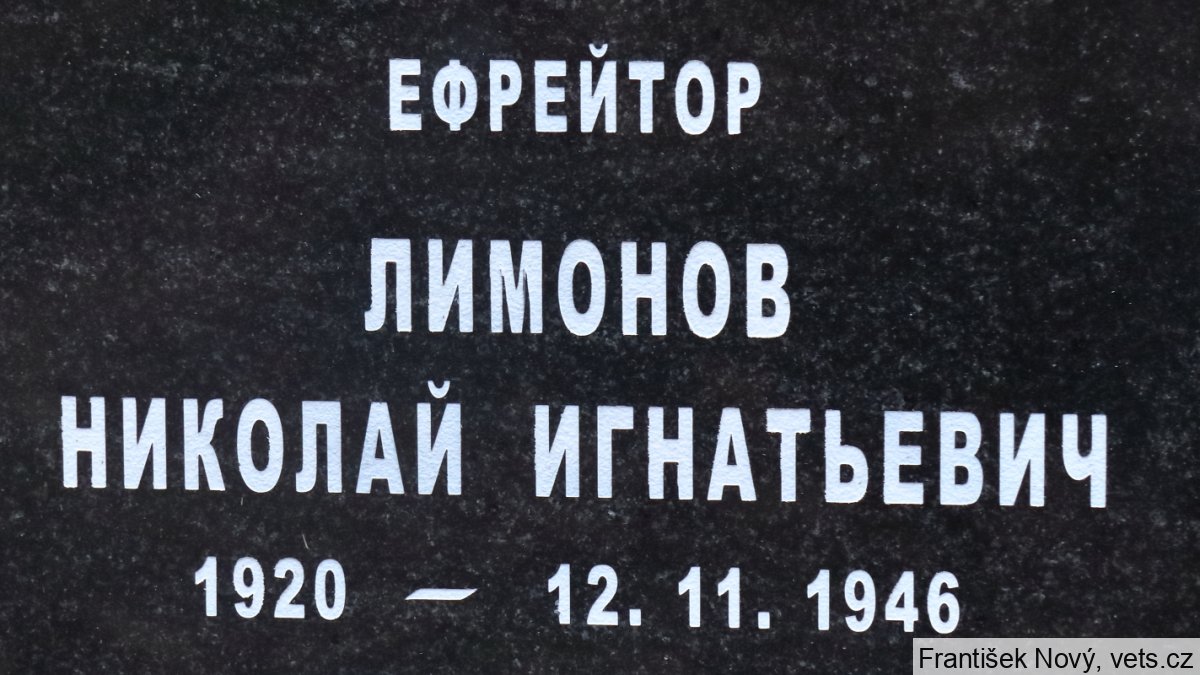 ЕФРЕЙТОР
ЛИМОНОВ
НИКОЛАЙ ИГНАТЬЕВИЧ
1920 — 12. 11. 1946
František Nový, vets.cz